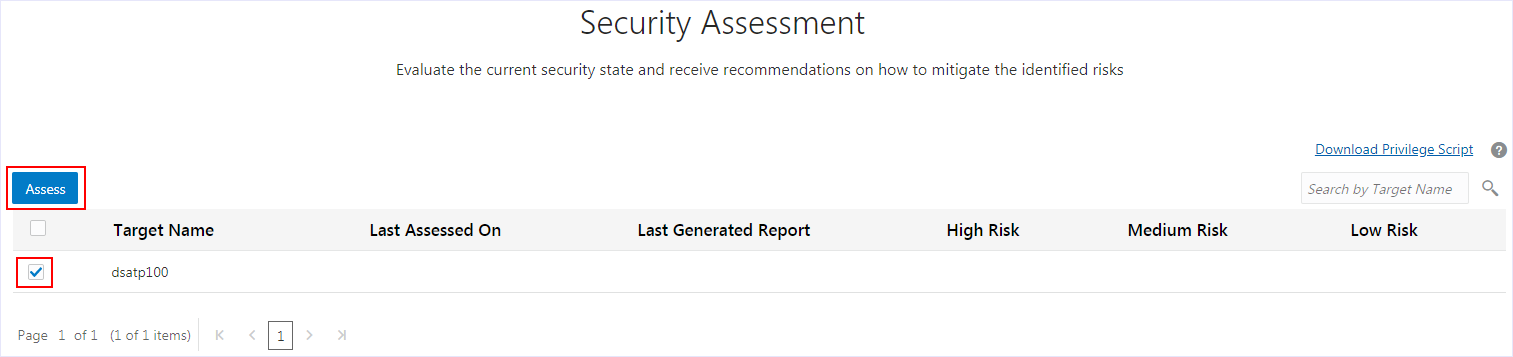 Security Assessment
Evaluate the current security state and receive recommendations on how to mitigate the identified risks
Download Privilege Script ?
Assess Search by Target Name
Target Name Last Assessed On Last Generated Report High Risk Medium Risk Low Risk
dsatp100
Page 1 of 1 (1 of 1 items) 1